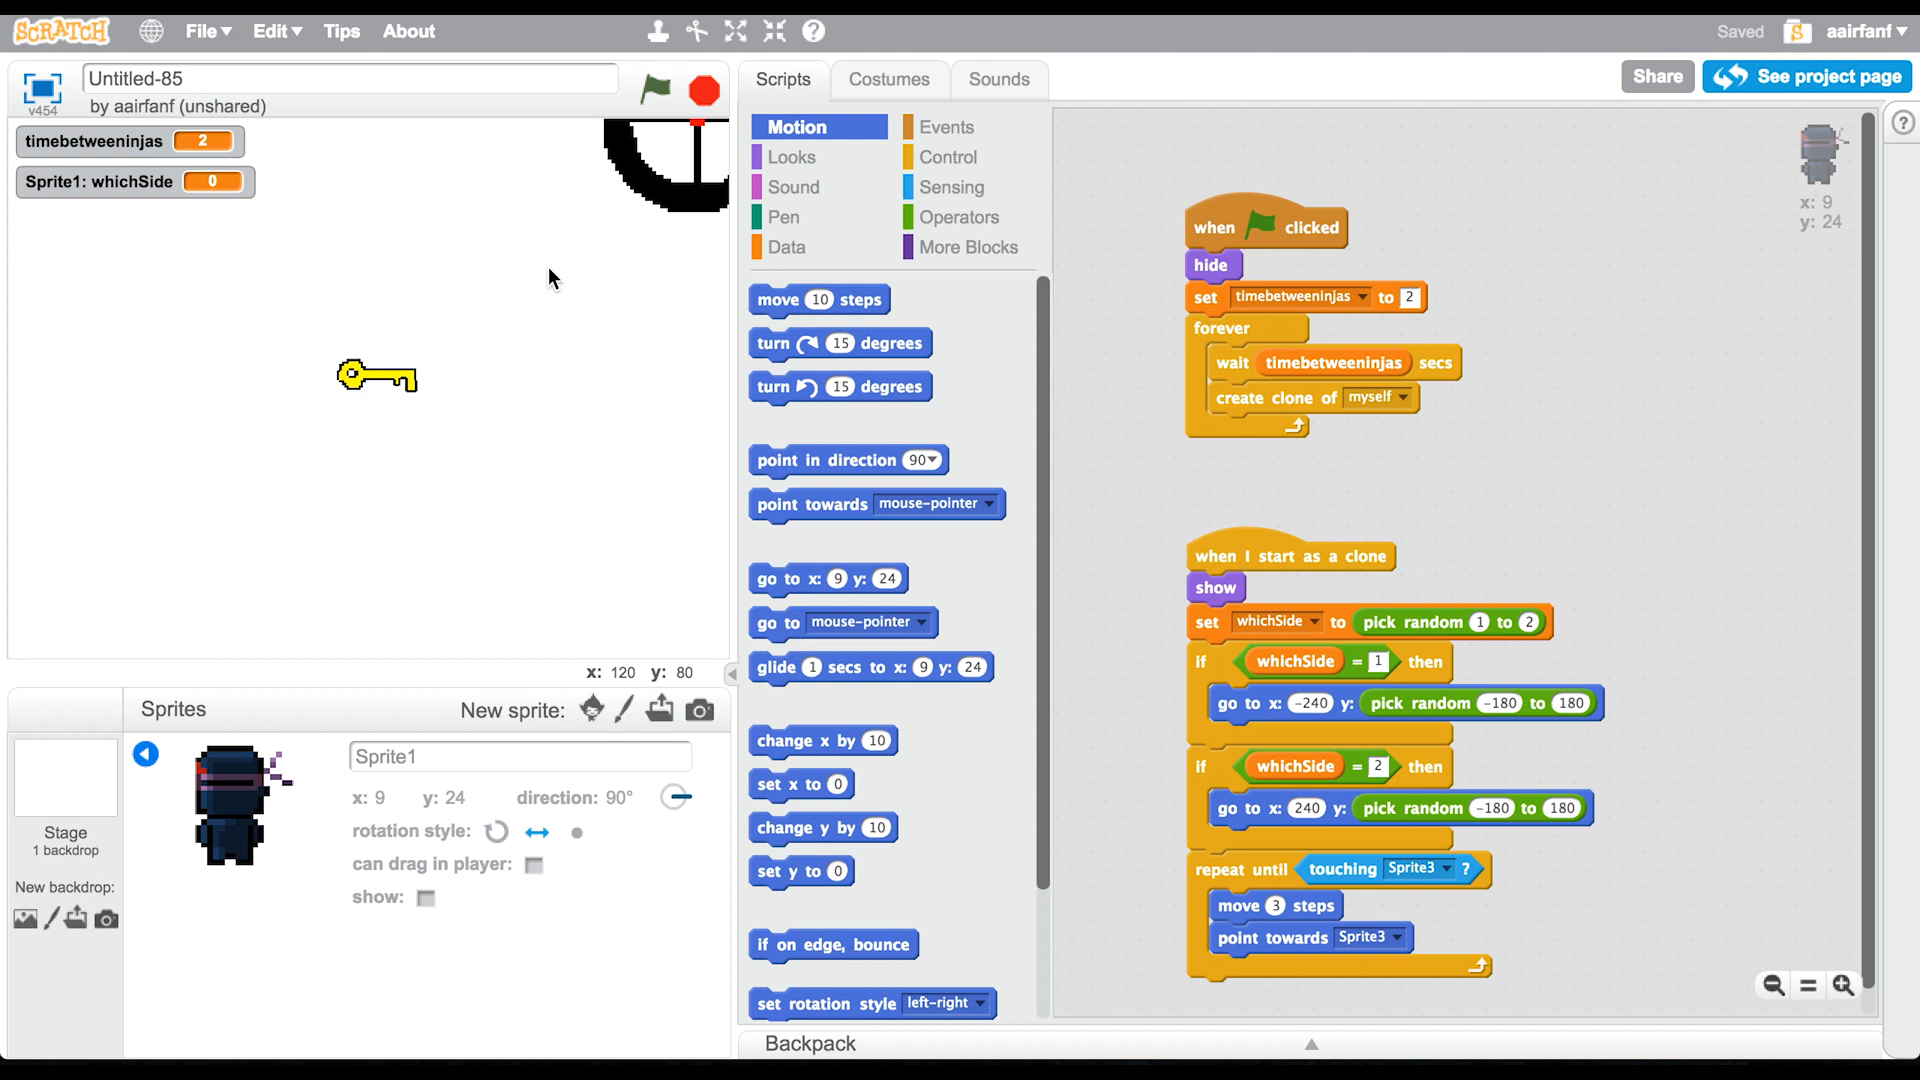 SCRATCH File Edit Tips About Saved aairfanf
Untitled-85
v454 by aairfanf (unshared)
timebetweeninjas 2
Sprite1: whichSide 0
x: 120 y: 80
Sprites New sprite:
Sprite1
x: 9 y: 24 direction: 90°
rotation style:
can drag in player:
show:
Stage
1 backdrop
New backdrop:
Scripts Costumes Sounds Share See project page
Motion Events
Looks Control
Sound Sensing
Pen Operators
Data More Blocks
move 10 steps
turn 15 degrees
turn 15 degrees
point in direction 90
point towards mouse-pointer
go to x: 9 y: 24
go to mouse-pointer
glide 1 secs to x: 9 y: 24
change x by 10
set x to 0
change y by 10
set y to 0
if on edge, bounce
set rotation style left-right
x: 9
y: 24
when clicked
hide
set timebetweeninjas to 2
forever
wait timebetweeninjas secs
create clone of myself
when I start as a clone
show
set whichSide to pick random 1 to 2
if whichSide = 1 then
go to x: -240 y: pick random -180 to 180
if whichSide = 2 then
go to x: 240 y: pick random -180 to 180
repeat until touching Sprite3 ?
move 3 steps
point towards Sprite3
Backpack